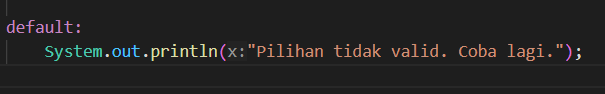 default:
System.out.println(x:"Pilihan tidak valid. Coba lagi.");